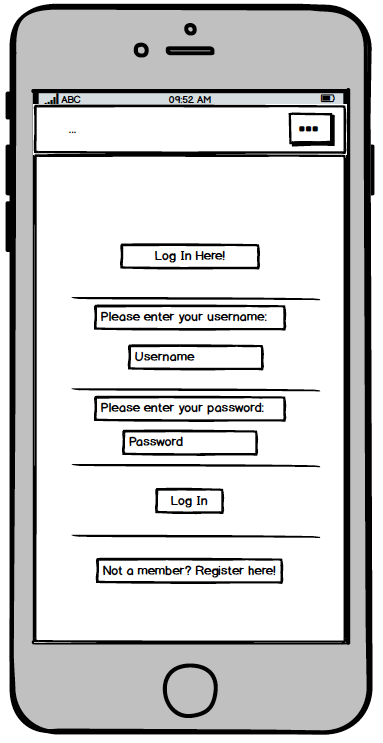 ABC 09:52 AM
...
Log In Here!
Please enter your username:
Username
Please enter your password:
Password
Log In
Not a member? Register here!